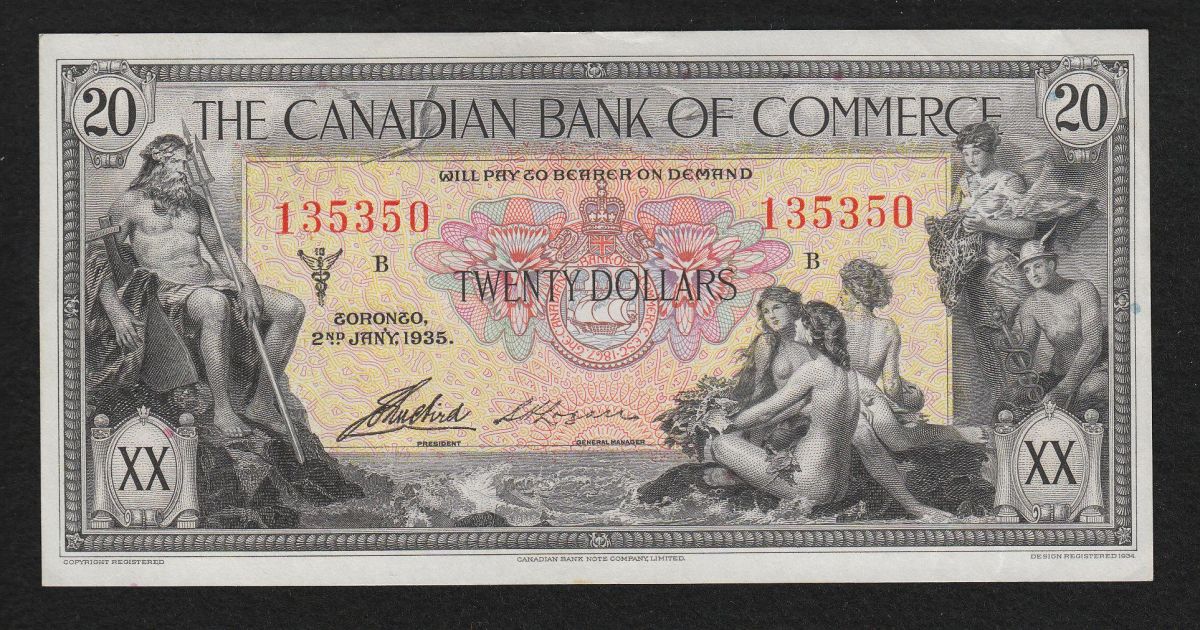 20 20
THE CANADIAN BANK OF COMMERCE
WILL PAY TO BEARER ON DEMAND
135350 135350
B B
TWENTY DOLLARS
TORONTO,
2ND JAN'Y, 1935.
PRESIDENT
GENERAL MANAGER
XX XX
COPYRIGHT REGISTERED
CANADIAN BANK NOTE COMPANY, LIMITED.
DESIGN REGISTERED 1934